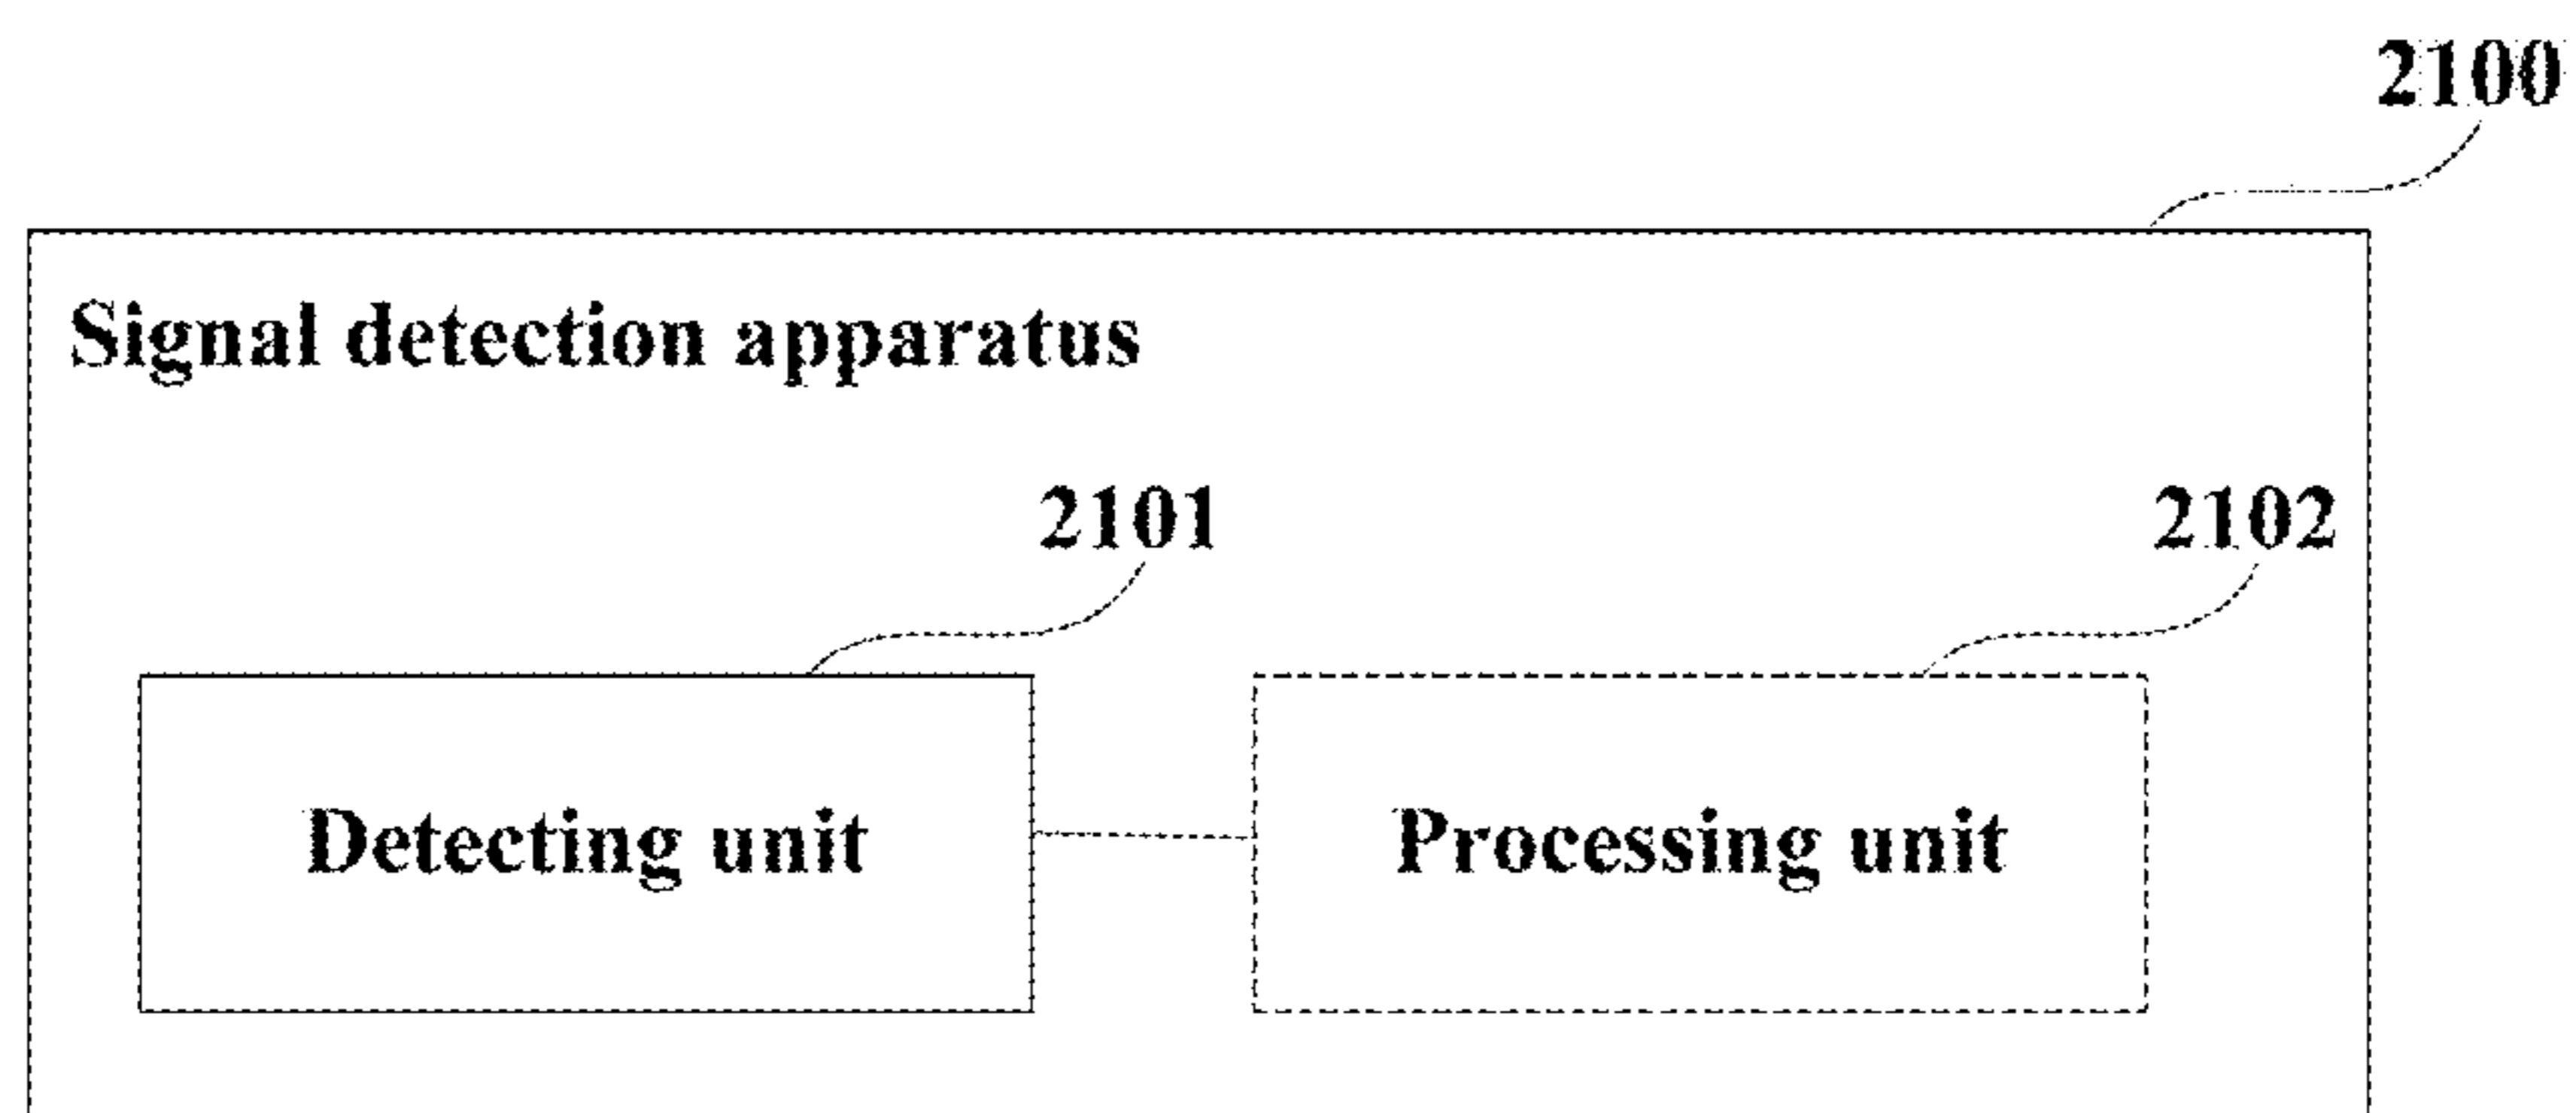 2100
Signal detection apparatus
2101
2102
Detecting unit
Processing unit